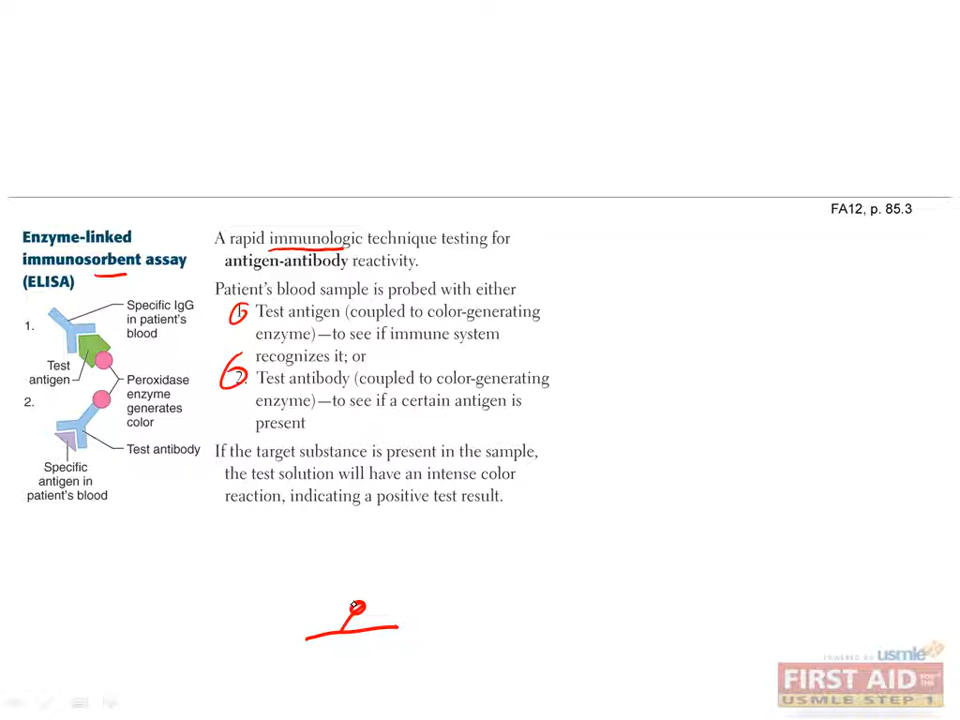 FA12, p. 85.3
Enzyme-linked
immunosorbent assay
(ELISA)
A rapid immunologic technique testing for
antigen-antibody reactivity.
Patient's blood sample is probed with either
1. Test antigen (coupled to color-generating
enzyme)—to see if immune system
recognizes it; or
2. Test antibody (coupled to color-generating
enzyme)—to see if a certain antigen is
present
If the target substance is present in the sample,
the test solution will have an intense color
reaction, indicating a positive test result.
1.
Specific IgG
in patient's
blood
Test
antigen
Peroxidase
enzyme
generates
color
2.
Test antibody
Specific
antigen in
patient's blood
POWERED BY usmle
FIRST AID FOR THE
USMLE STEP 1